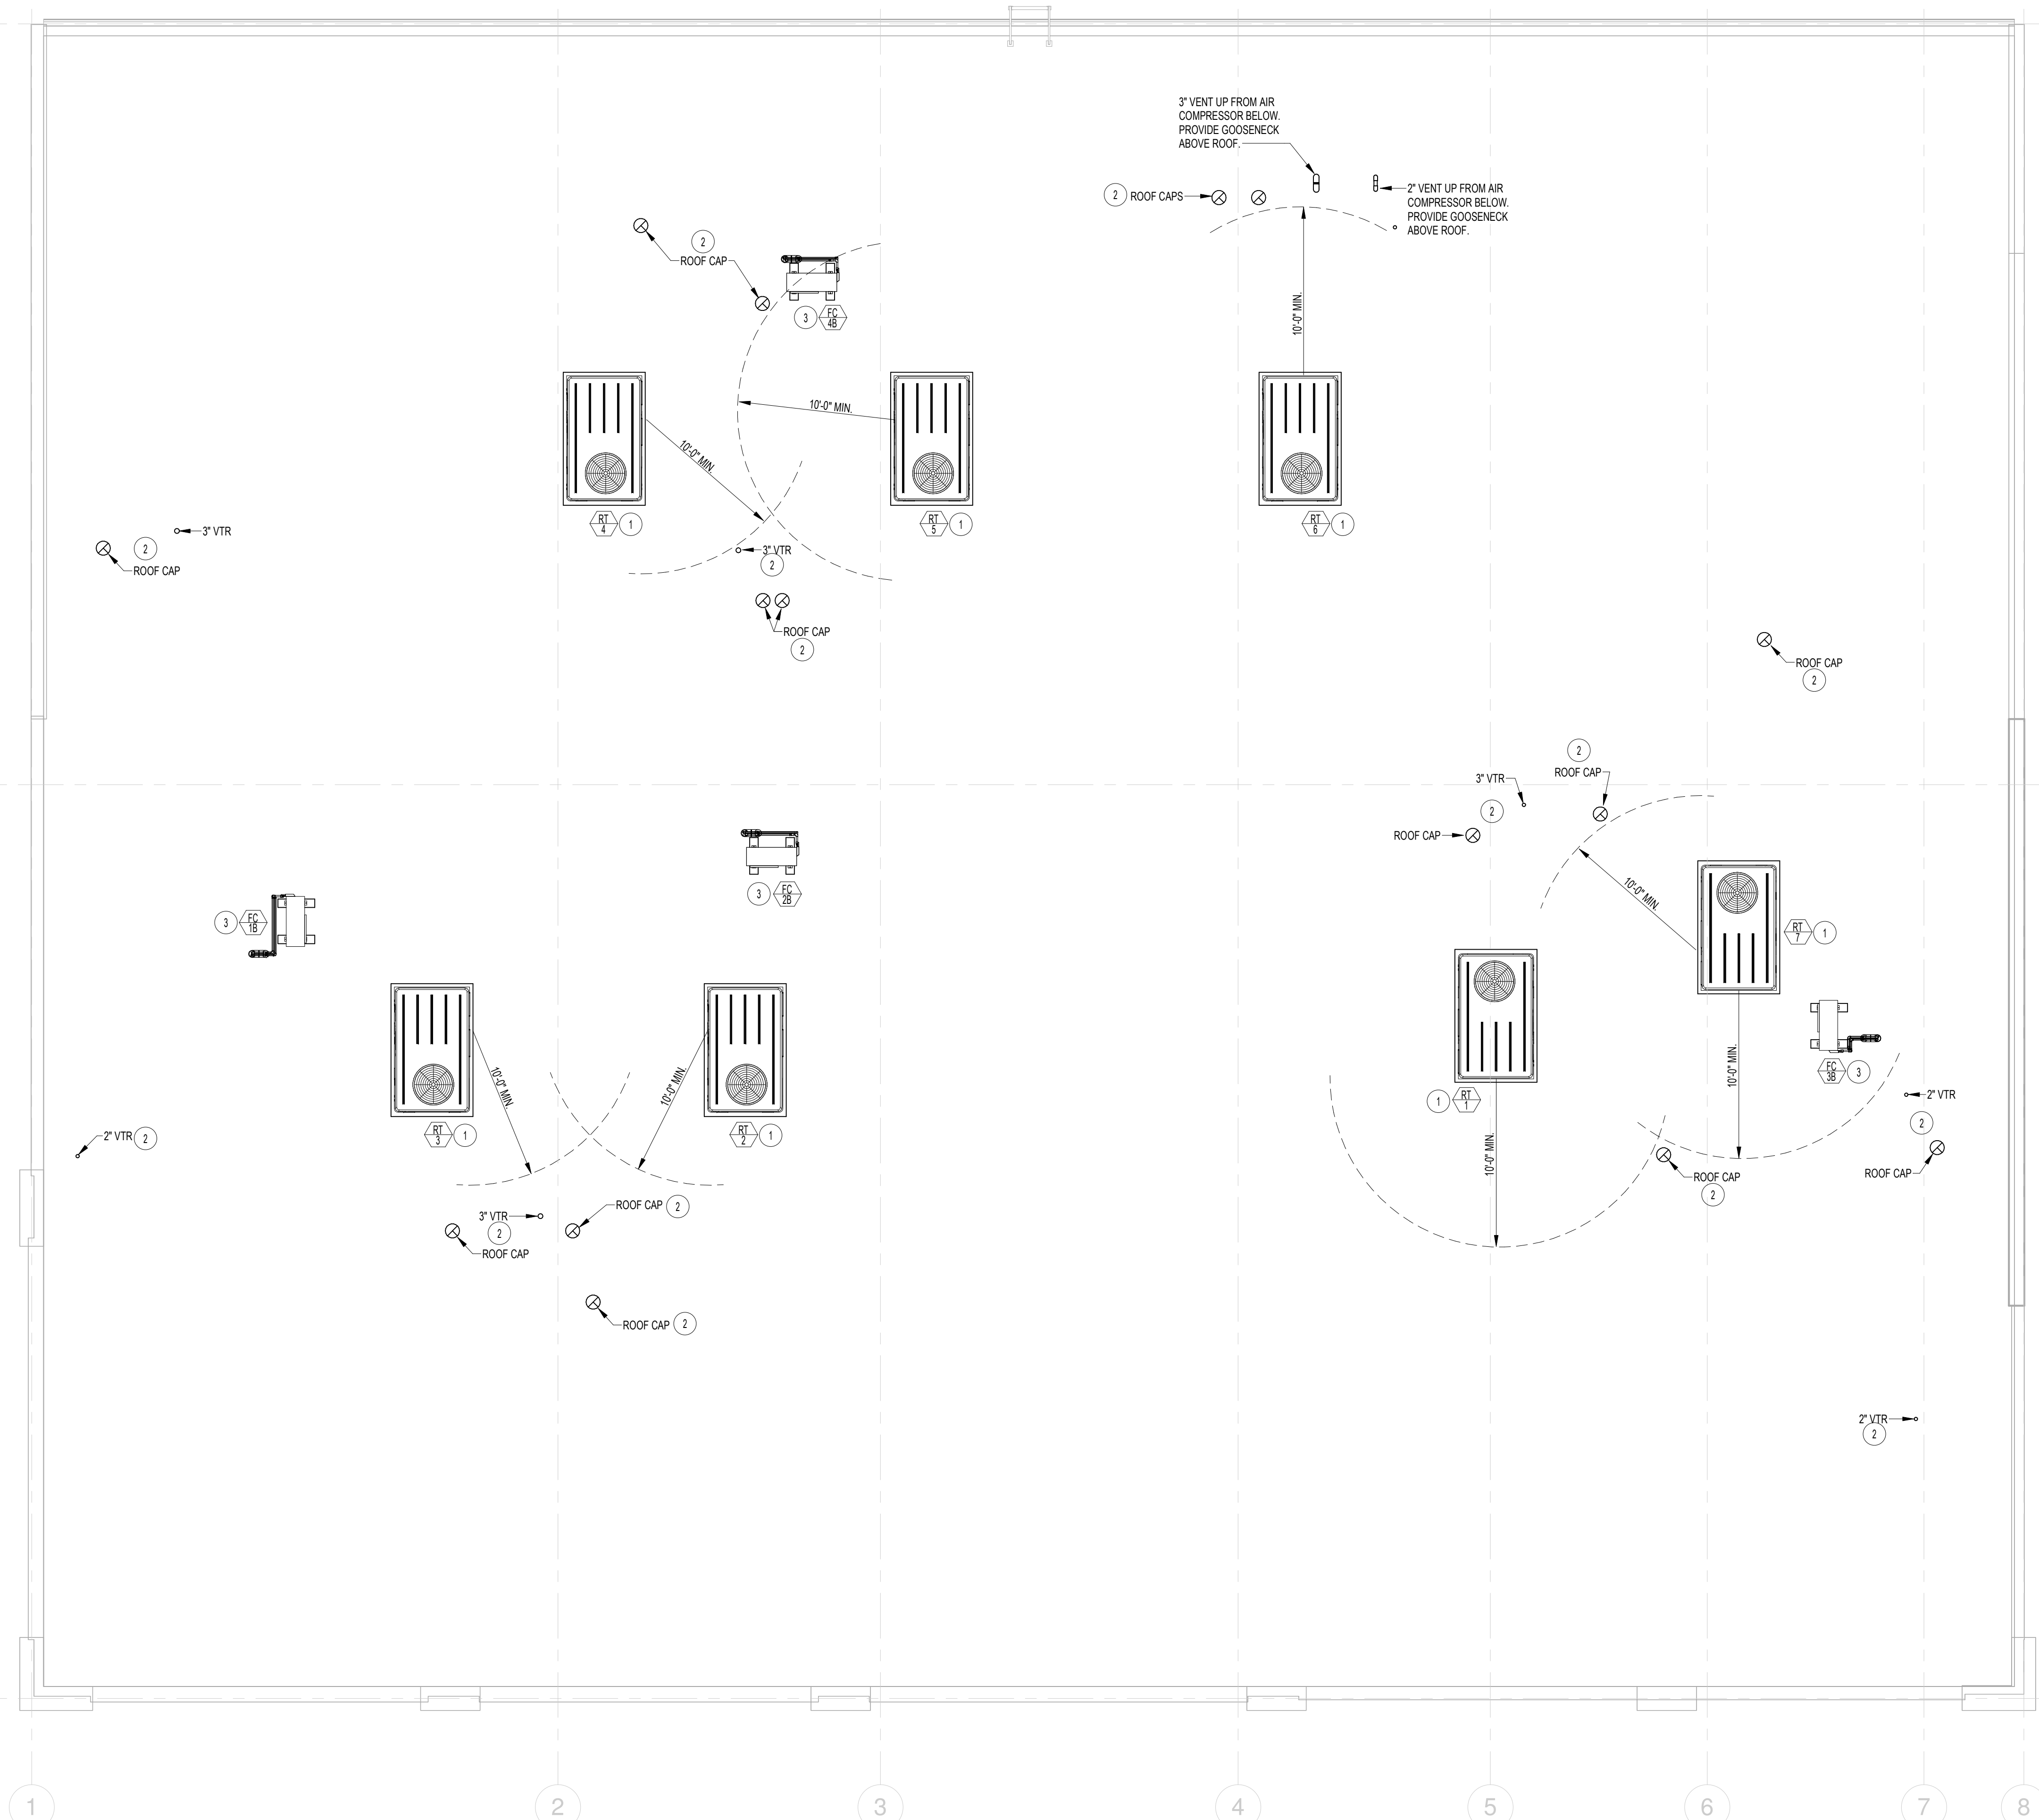 3" VENT UP FROM AIR
COMPRESSOR BELOW.
PROVIDE GOOSENECK
ABOVE ROOF.
2 ROOF CAPS
2" VENT UP FROM AIR
COMPRESSOR BELOW.
PROVIDE GOOSENECK
ABOVE ROOF.
2
ROOF CAP
3
FC
4B
10'-0" MIN.
10'-0" MIN.
10'-0" MIN.
RT
4
1
RT
5
1
RT
6
1
3" VTR
2
ROOF CAP
3" VTR
2
ROOF CAP
2
ROOF CAP
2
2
ROOF CAP
3" VTR
2
ROOF CAP
3
FC
2B
3
FC
1B
10'-0" MIN.
RT
7
1
10'-0" MIN.
10'-0" MIN.
10'-0" MIN.
FC
3B
3
1
RT
1
2" VTR
2
ROOF CAP
RT
3
1
RT
2
1
2" VTR
2
10'-0" MIN.
ROOF CAP
2
3" VTR
2
ROOF CAP
ROOF CAP
2
ROOF CAP
2
2" VTR
2
1
2
3
4
5
6
7
8